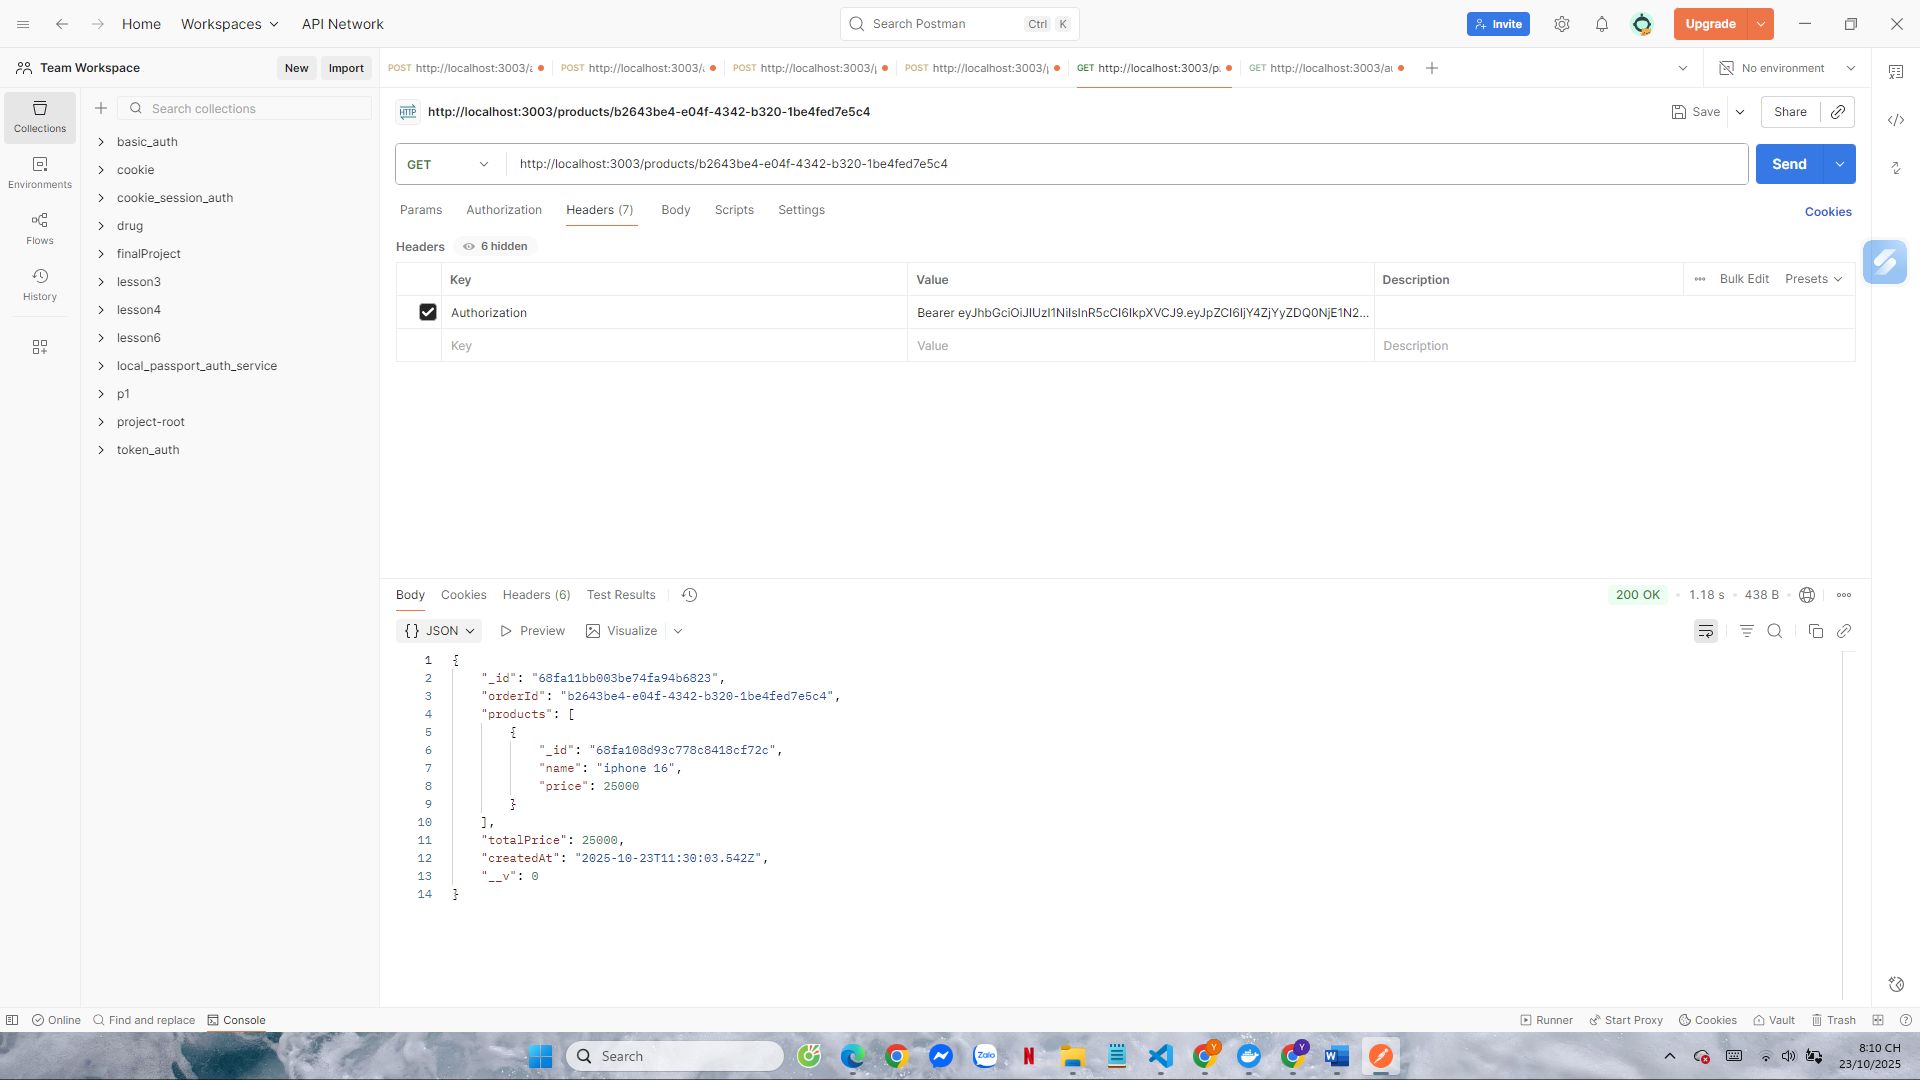 Home
Workspaces
API Network
Search Postman
Ctrl
K
Invite
Upgrade
Team Workspace
New
Import
POST http://localhost:3003/
POST http://localhost:3003/
POST http://localhost:3003/
POST http://localhost:3003/
GET http://localhost:3003/p
GET http://localhost:3003/a
No environment
Collections
Environments
Flows
History
Search collections
basic_auth
cookie
cookie_session_auth
drug
finalProject
lesson3
lesson4
lesson6
local_passport_auth_service
p1
project-root
token_auth
HTTP
http://localhost:3003/products/b2643be4-e04f-4342-b320-1be4fed7e5c4
Save
Share
GET
http://localhost:3003/products/b2643be4-e04f-4342-b320-1be4fed7e5c4
Send
Params
Authorization
Headers (7)
Body
Scripts
Settings
Cookies
Headers
6 hidden
Key
Value
Description
Bulk Edit
Presets
Authorization
Bearer eyJhbGciOiJIUzI1NiIsInR5cCI6IkpXVCJ9.eyJpZCI6IjY4ZjYyZDQ0NjE1N2...
Key
Value
Description
Body
Cookies
Headers (6)
Test Results
200 OK
1.18 s
438 B
{} JSON
Preview
Visualize
1 {
2 "_id": "68fa11bb003be74fa94b6823",
3 "orderId": "b2643be4-e04f-4342-b320-1be4fed7e5c4",
4 "products": [
5 {
6 "_id": "68fa108d93c778c8418cf72c",
7 "name": "iphone 16",
8 "price": 25000
9 }
10 ],
11 "totalPrice": 25000,
12 "createdAt": "2025-10-23T11:30:03.542Z",
13 "__v": 0
14 }
Online
Find and replace
Console
Runner
Start Proxy
Cookies
Vault
Trash
Search
Zalo
N
Y
Y
W
8:10 CH
23/10/2025